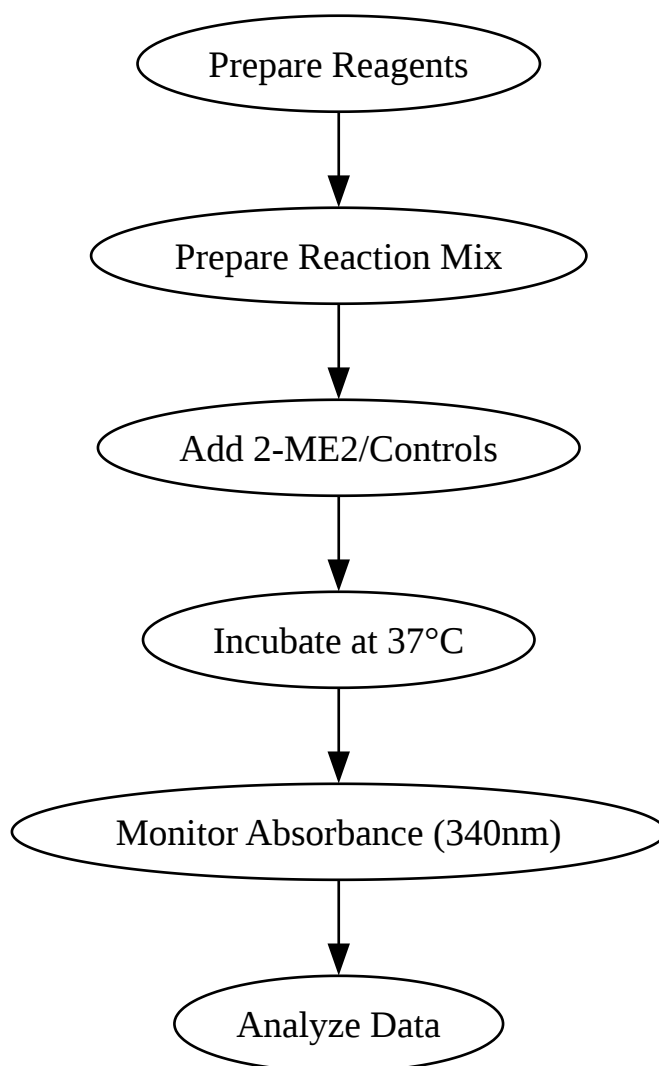 Prepare Reagents
Prepare Reaction Mix
Add 2-ME2/Controls
Incubate at 37°C
Monitor Absorbance (340nm)
Analyze Data